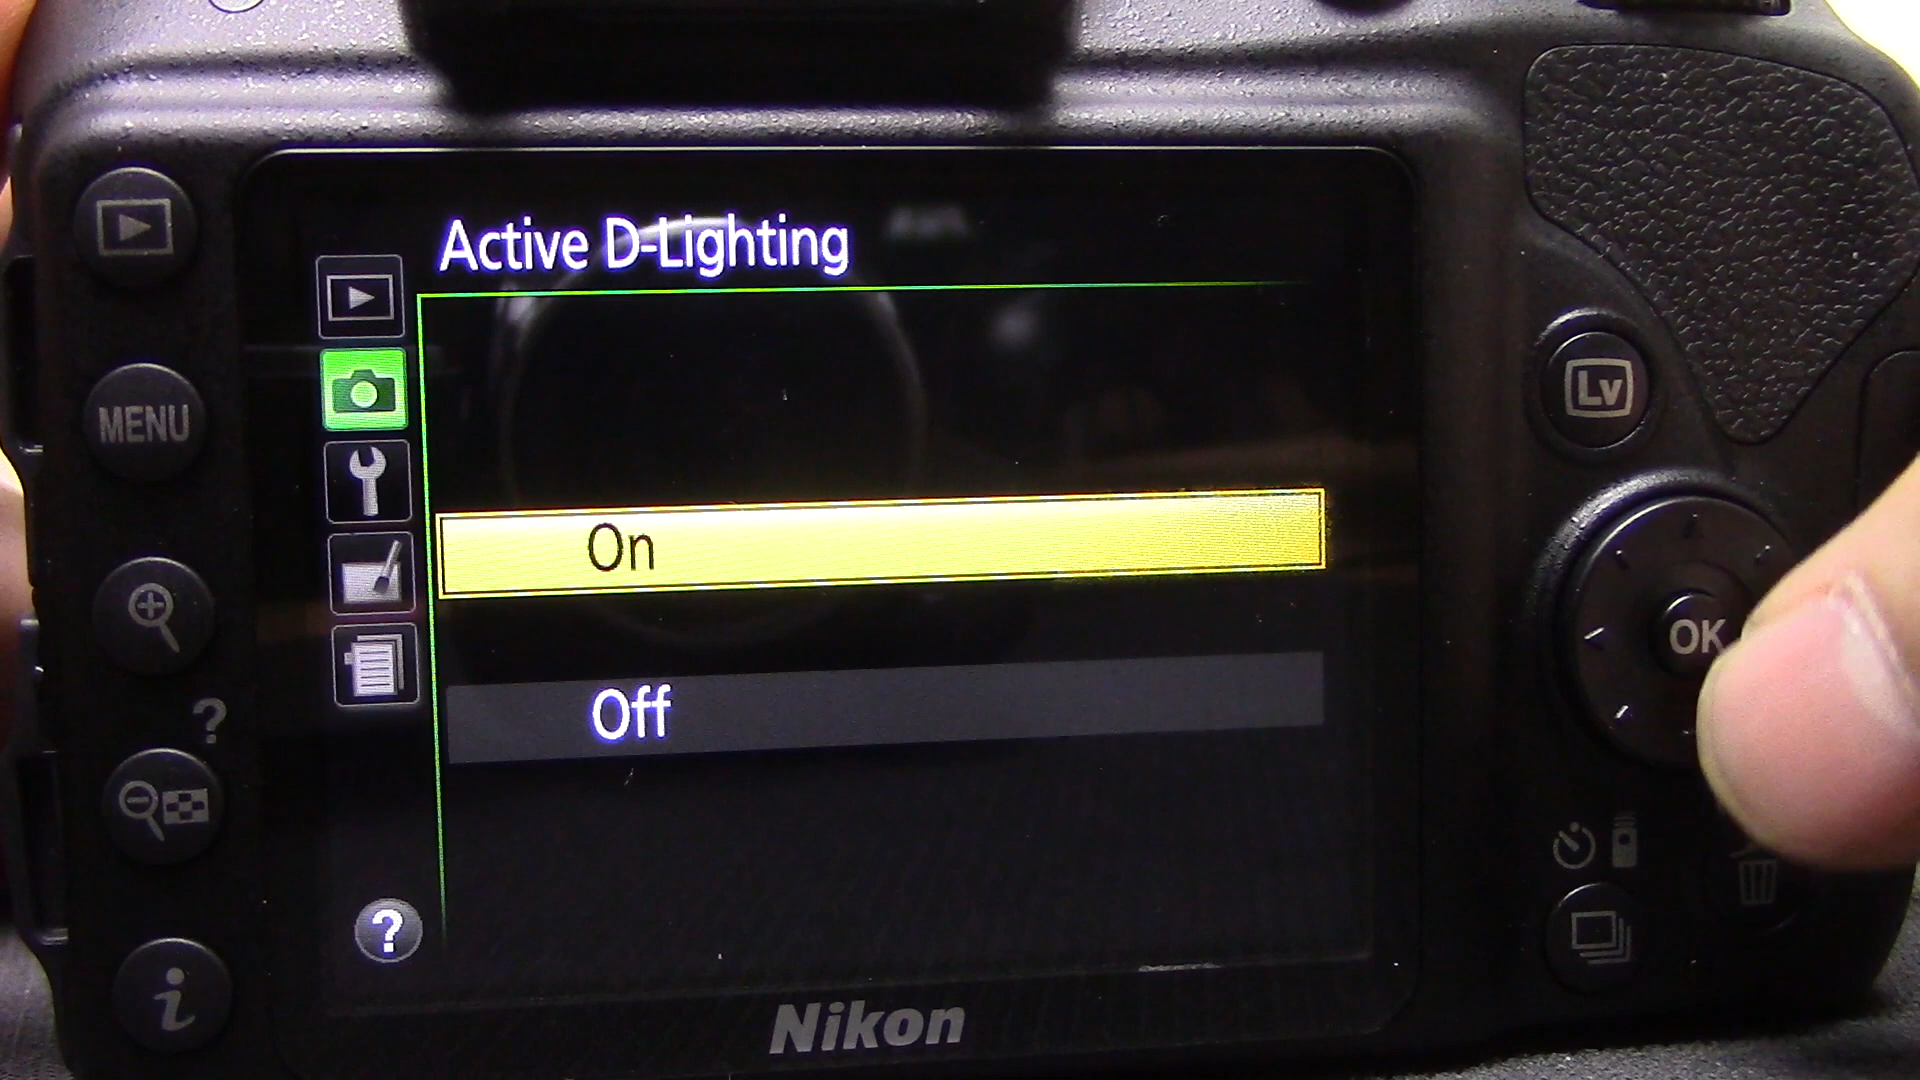 Active D-Lighting
MENU
Lv
On
OK
?
Off
?
i
Nikon